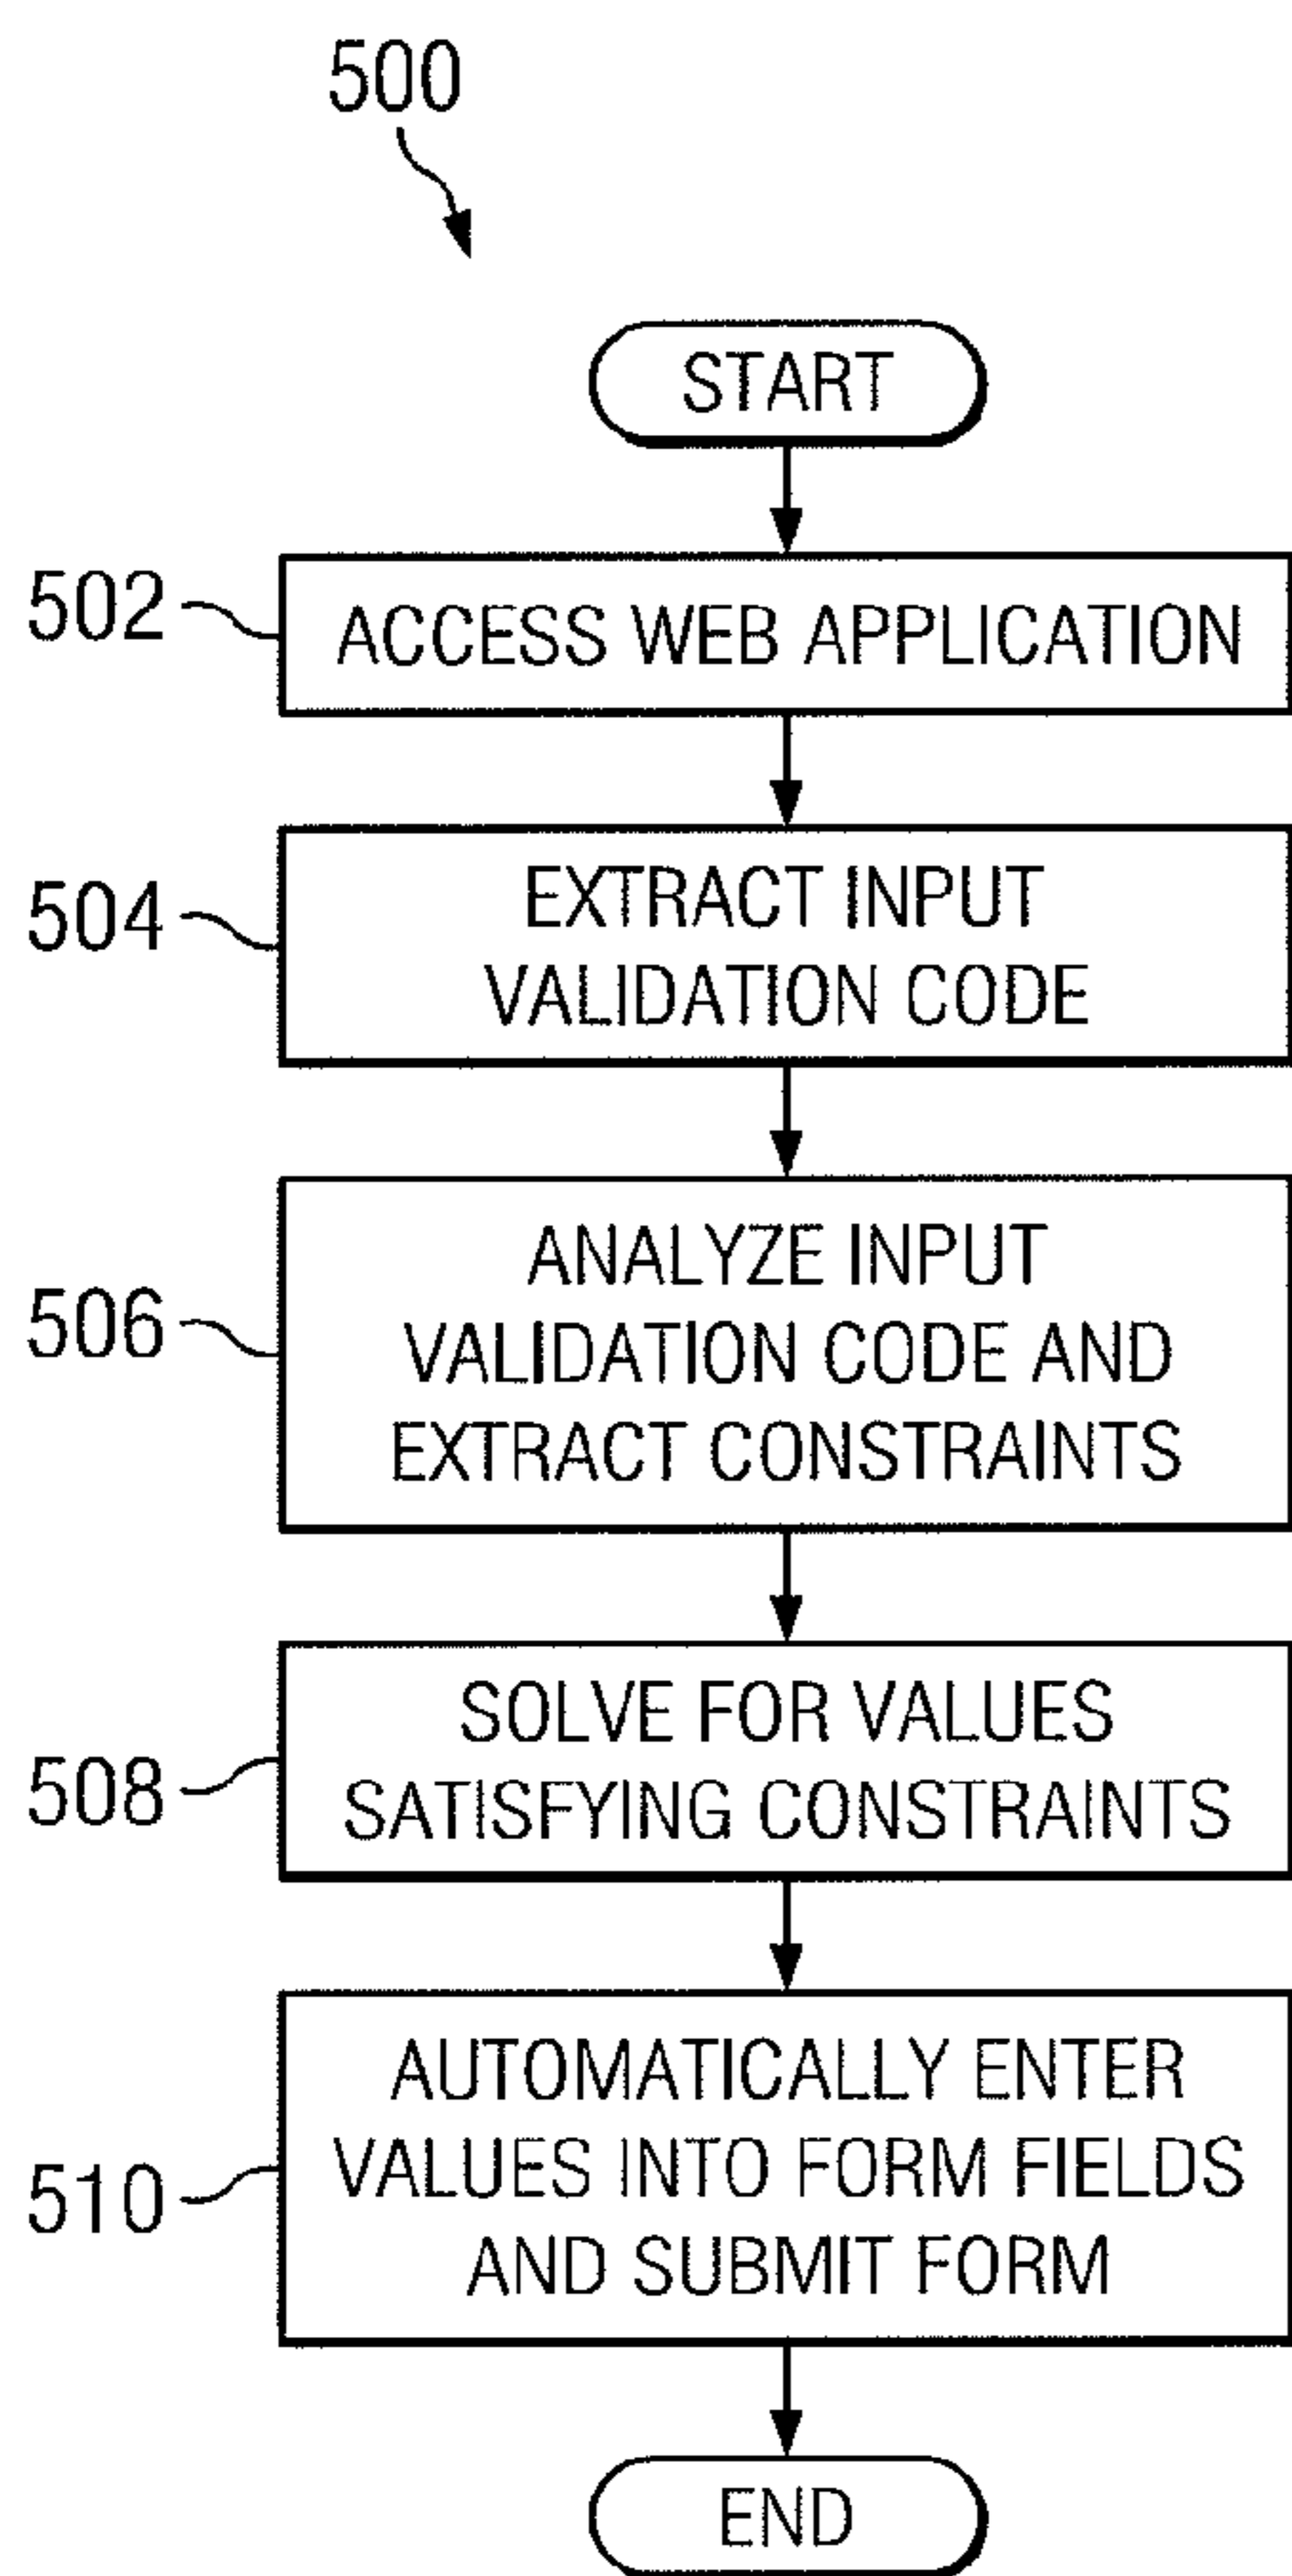 500
START
502
ACCESS WEB APPLICATION
504
EXTRACT INPUT
VALIDATION CODE
506
ANALYZE INPUT
VALIDATION CODE AND
EXTRACT CONSTRAINTS
508
SOLVE FOR VALUES
SATISFYING CONSTRAINTS
510
AUTOMATICALLY ENTER
VALUES INTO FORM FIELDS
AND SUBMIT FORM
END